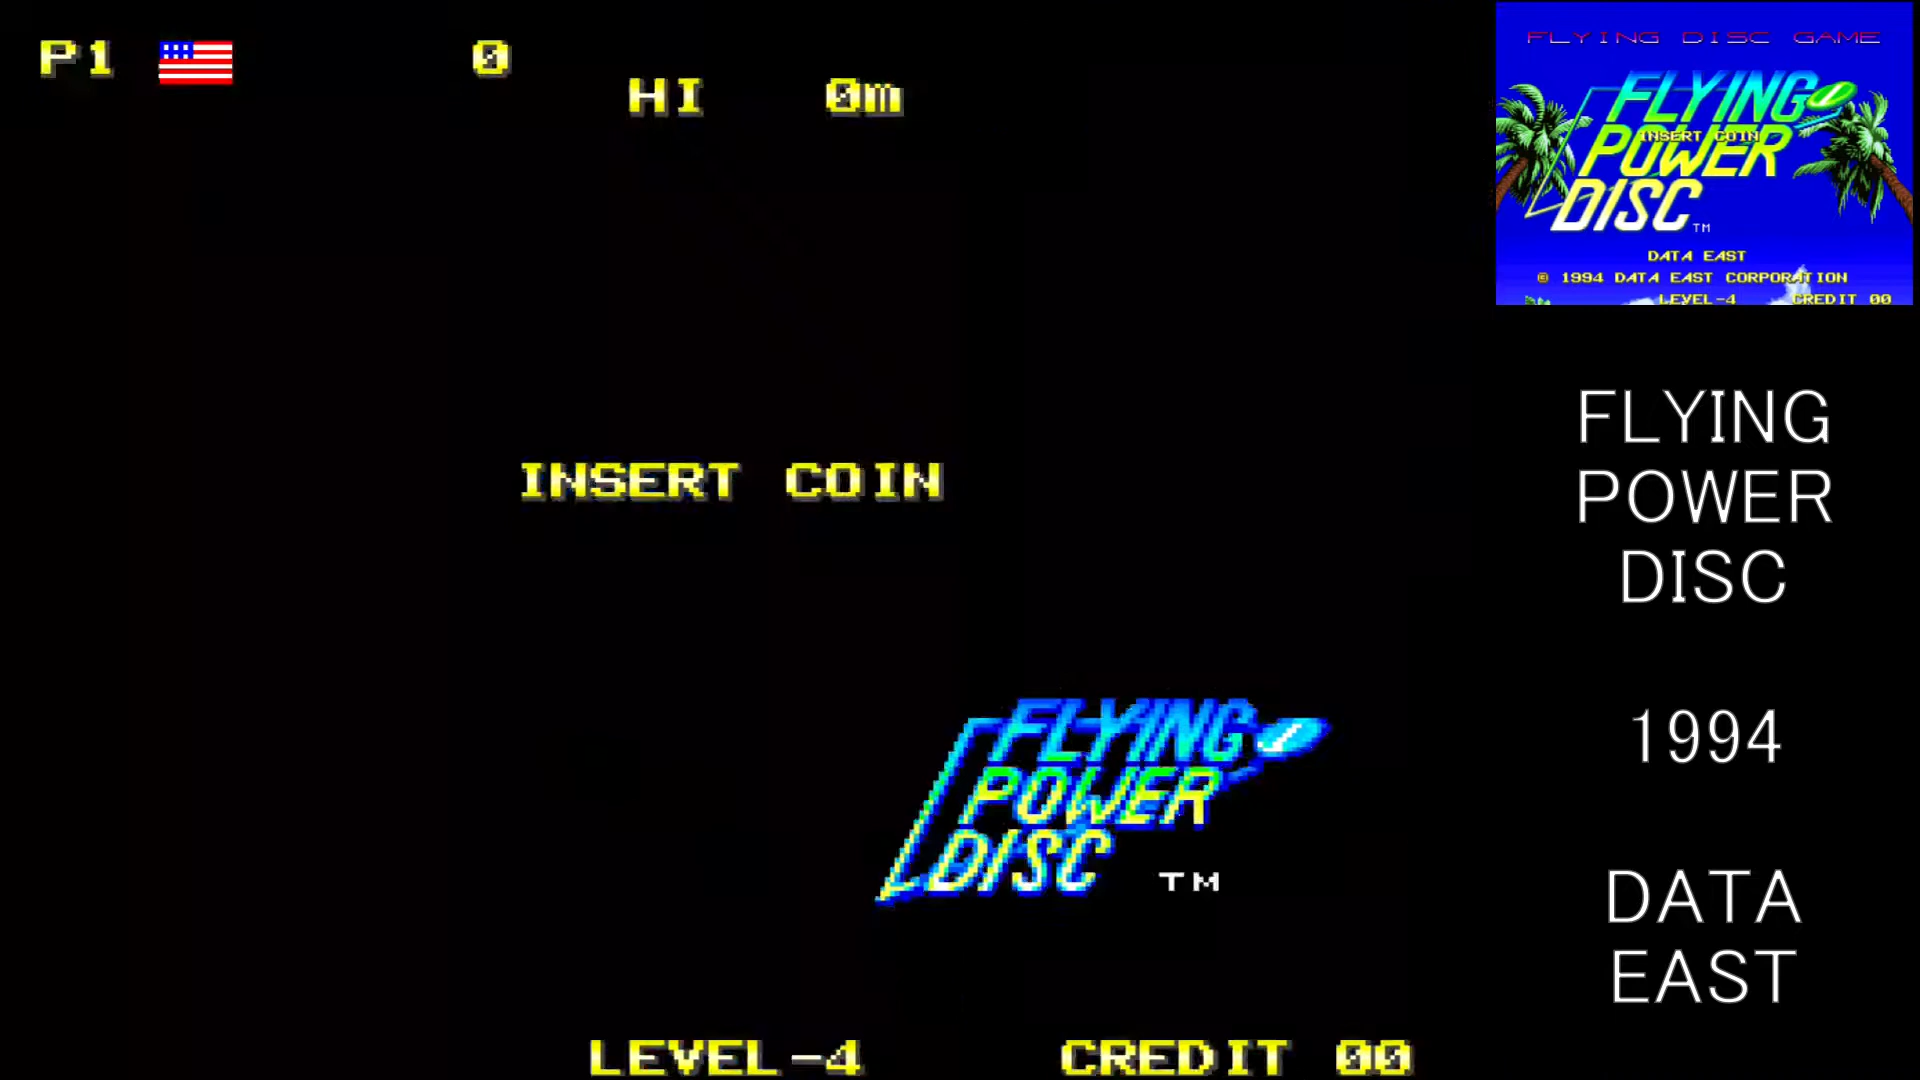 P1 0
HI 0m
INSERT COIN
FLYING
POWER
DISC
TM
LEVEL-4 CREDIT 00
FLYING DISC GAME
FLYING
INSERT COIN
POWER
DISC
TM
DATA EAST
© 1994 DATA EAST CORPORATION
LEVEL-4 CREDIT 00
FLYING
POWER
DISC
1994
DATA
EAST